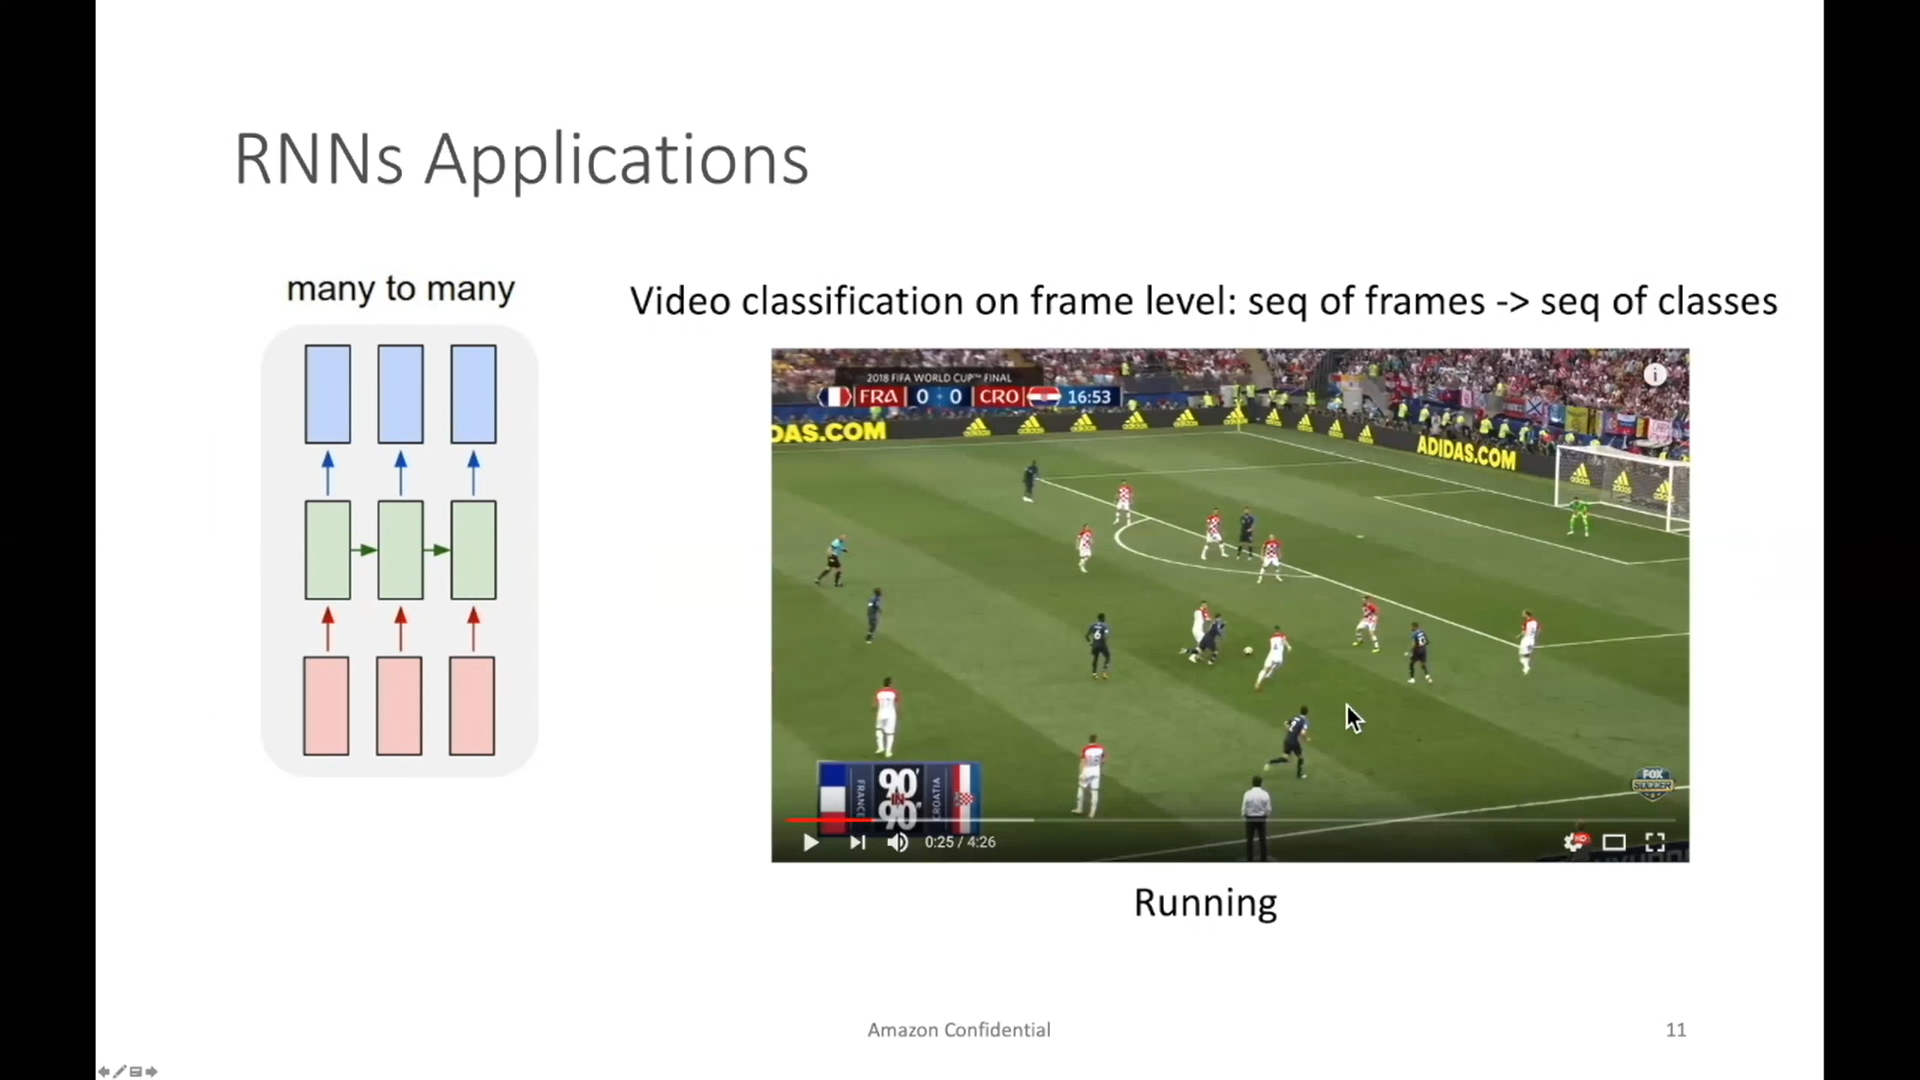 RNNs Applications
many to many
Video classification on frame level: seq of frames -> seq of classes
2018 FIFA WORLD CUP™ FINAL
FRA 0 0 CRO 16:53
DAS.COM
ADIDAS.COM
6
FRANCE
90'
IN
90"
CROATIA
FOX
SOCCER
0:25 / 4:26
HD
Running
Amazon Confidential
11